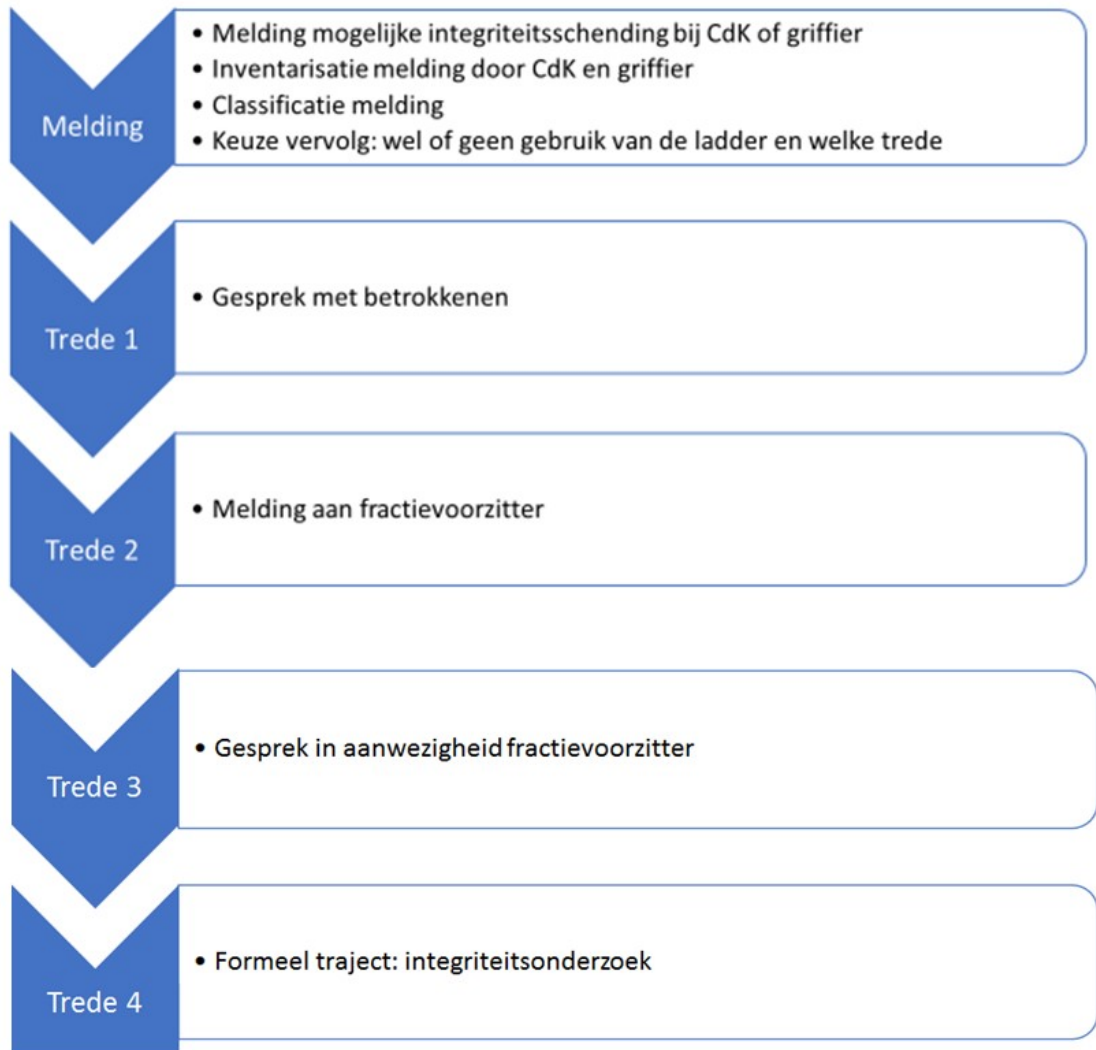 Melding
• Melding mogelijke integriteitsschending bij CdK of griffier
• Inventarisatie melding door CdK en griffier
• Classificatie melding
• Keuze vervolg: wel of geen gebruik van de ladder en welke trede
Trede 1
• Gesprek met betrokkenen
Trede 2
• Melding aan fractievoorzitter
Trede 3
• Gesprek in aanwezigheid fractievoorzitter
Trede 4
• Formeel traject: integriteitsonderzoek